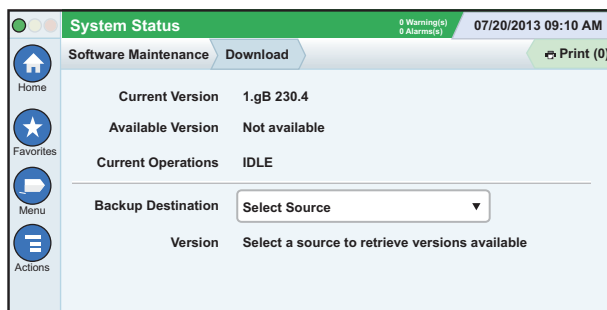 System Status
0 Warning(s)
0 Alarms(s)
07/20/2013 09:10 AM
Software Maintenance
Download
Print (0)
Home
Favorites
Menu
Actions
Current Version 1.gB 230.4
Available Version Not available
Current Operations IDLE
Backup Destination Select Source
Version Select a source to retrieve versions available